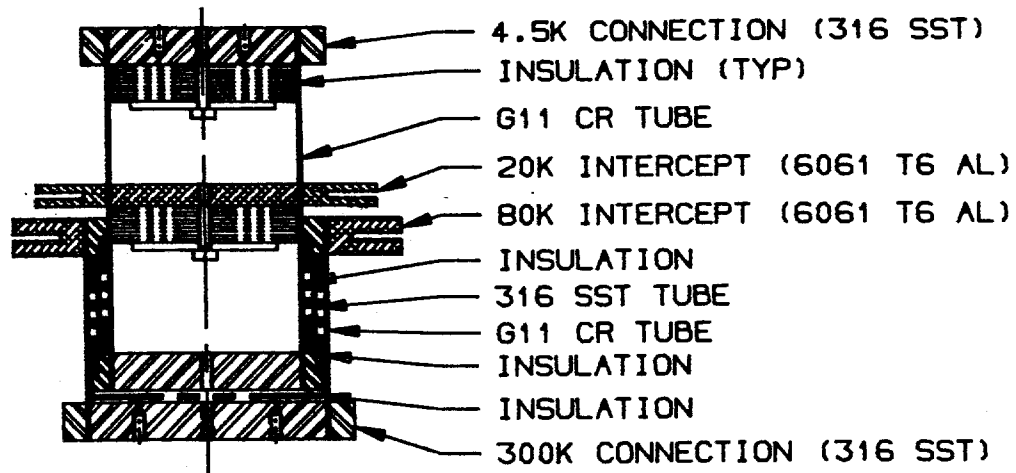 4.5K CONNECTION (316 SST)
INSULATION (TYP)
G11 CR TUBE
20K INTERCEPT (6061 T6 AL)
80K INTERCEPT (6061 T6 AL)
INSULATION
316 SST TUBE
G11 CR TUBE
INSULATION
INSULATION
300K CONNECTION (316 SST)